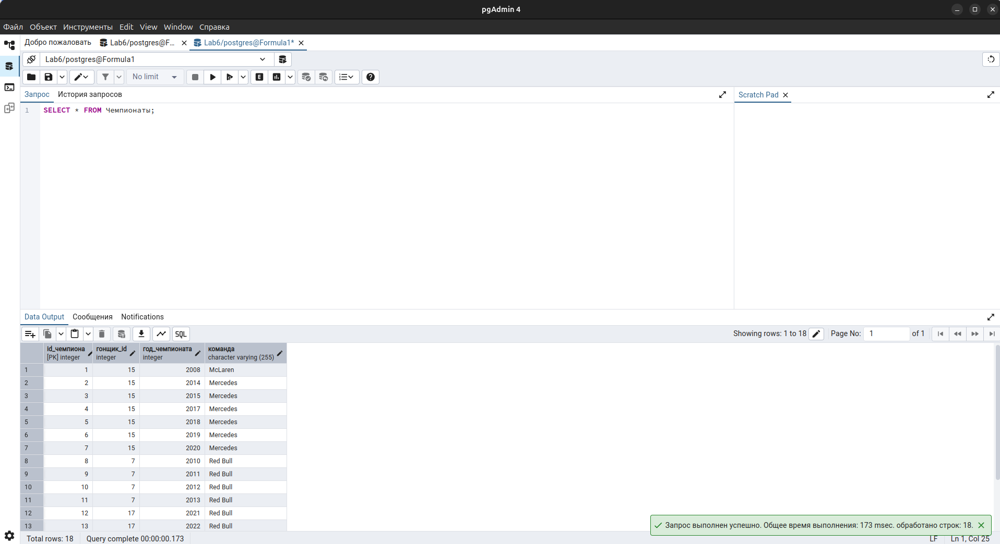 pgAdmin 4
Файл Объект Инструменты Edit View Window Справка
Добро пожаловать Lab6/postgres@F... Lab6/postgres@Formula1*
Lab6/postgres@Formula1
No limit E SQL
Запрос История запросов Scratch Pad
1 SELECT * FROM Чемпионаты;
Data Output Сообщения Notifications
SQL Showing rows: 1 to 18 Page No: 1 of 1
id_чемпиона гонщик_id год_чемпионата команда
[PK] integer integer integer character varying (255)
1 1 15 2008 McLaren
2 2 15 2014 Mercedes
3 3 15 2015 Mercedes
4 4 15 2017 Mercedes
5 5 15 2018 Mercedes
6 6 15 2019 Mercedes
7 7 15 2020 Mercedes
8 8 7 2010 Red Bull
9 9 7 2011 Red Bull
10 10 7 2012 Red Bull
11 11 7 2013 Red Bull
12 12 17 2021 Red Bull
13 13 17 2022 Red Bull
Запрос выполнен успешно. Общее время выполнения: 173 msec. обработано строк: 18.
Total rows: 18 Query complete 00:00:00.173 LF Ln 1, Col 25